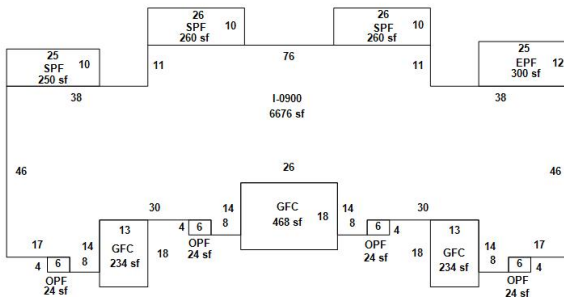 26
SPF 10
260 sf
26
SPF 10
260 sf
25
SPF 10
250 sf
25
EPF 12
300 sf
11
76
11
38
38
I-0900
6676 sf
46
46
26
GFC
468 sf
18
30
14
8
4
6
OPF
24 sf
14
8
6
4
OPF
24 sf
30
17
4
6
OPF
24 sf
14
8
13
GFC
234 sf
18
18
13
GFC
234 sf
14
8
6
4
OPF
24 sf
17